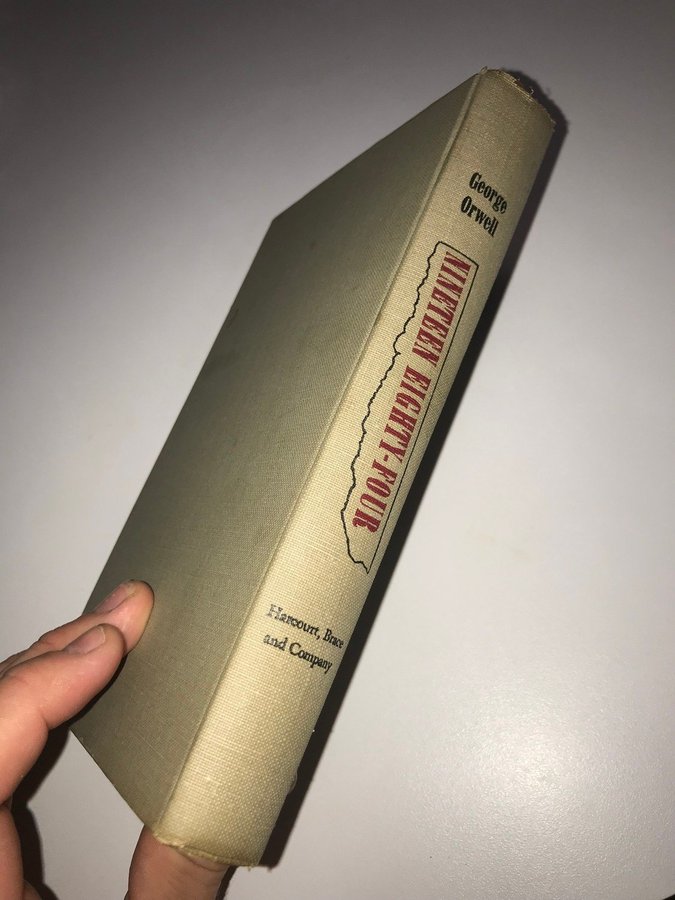 George
Orwell
NINETEEN EIGHTY-FOUR
Harcourt, Brace
and Company